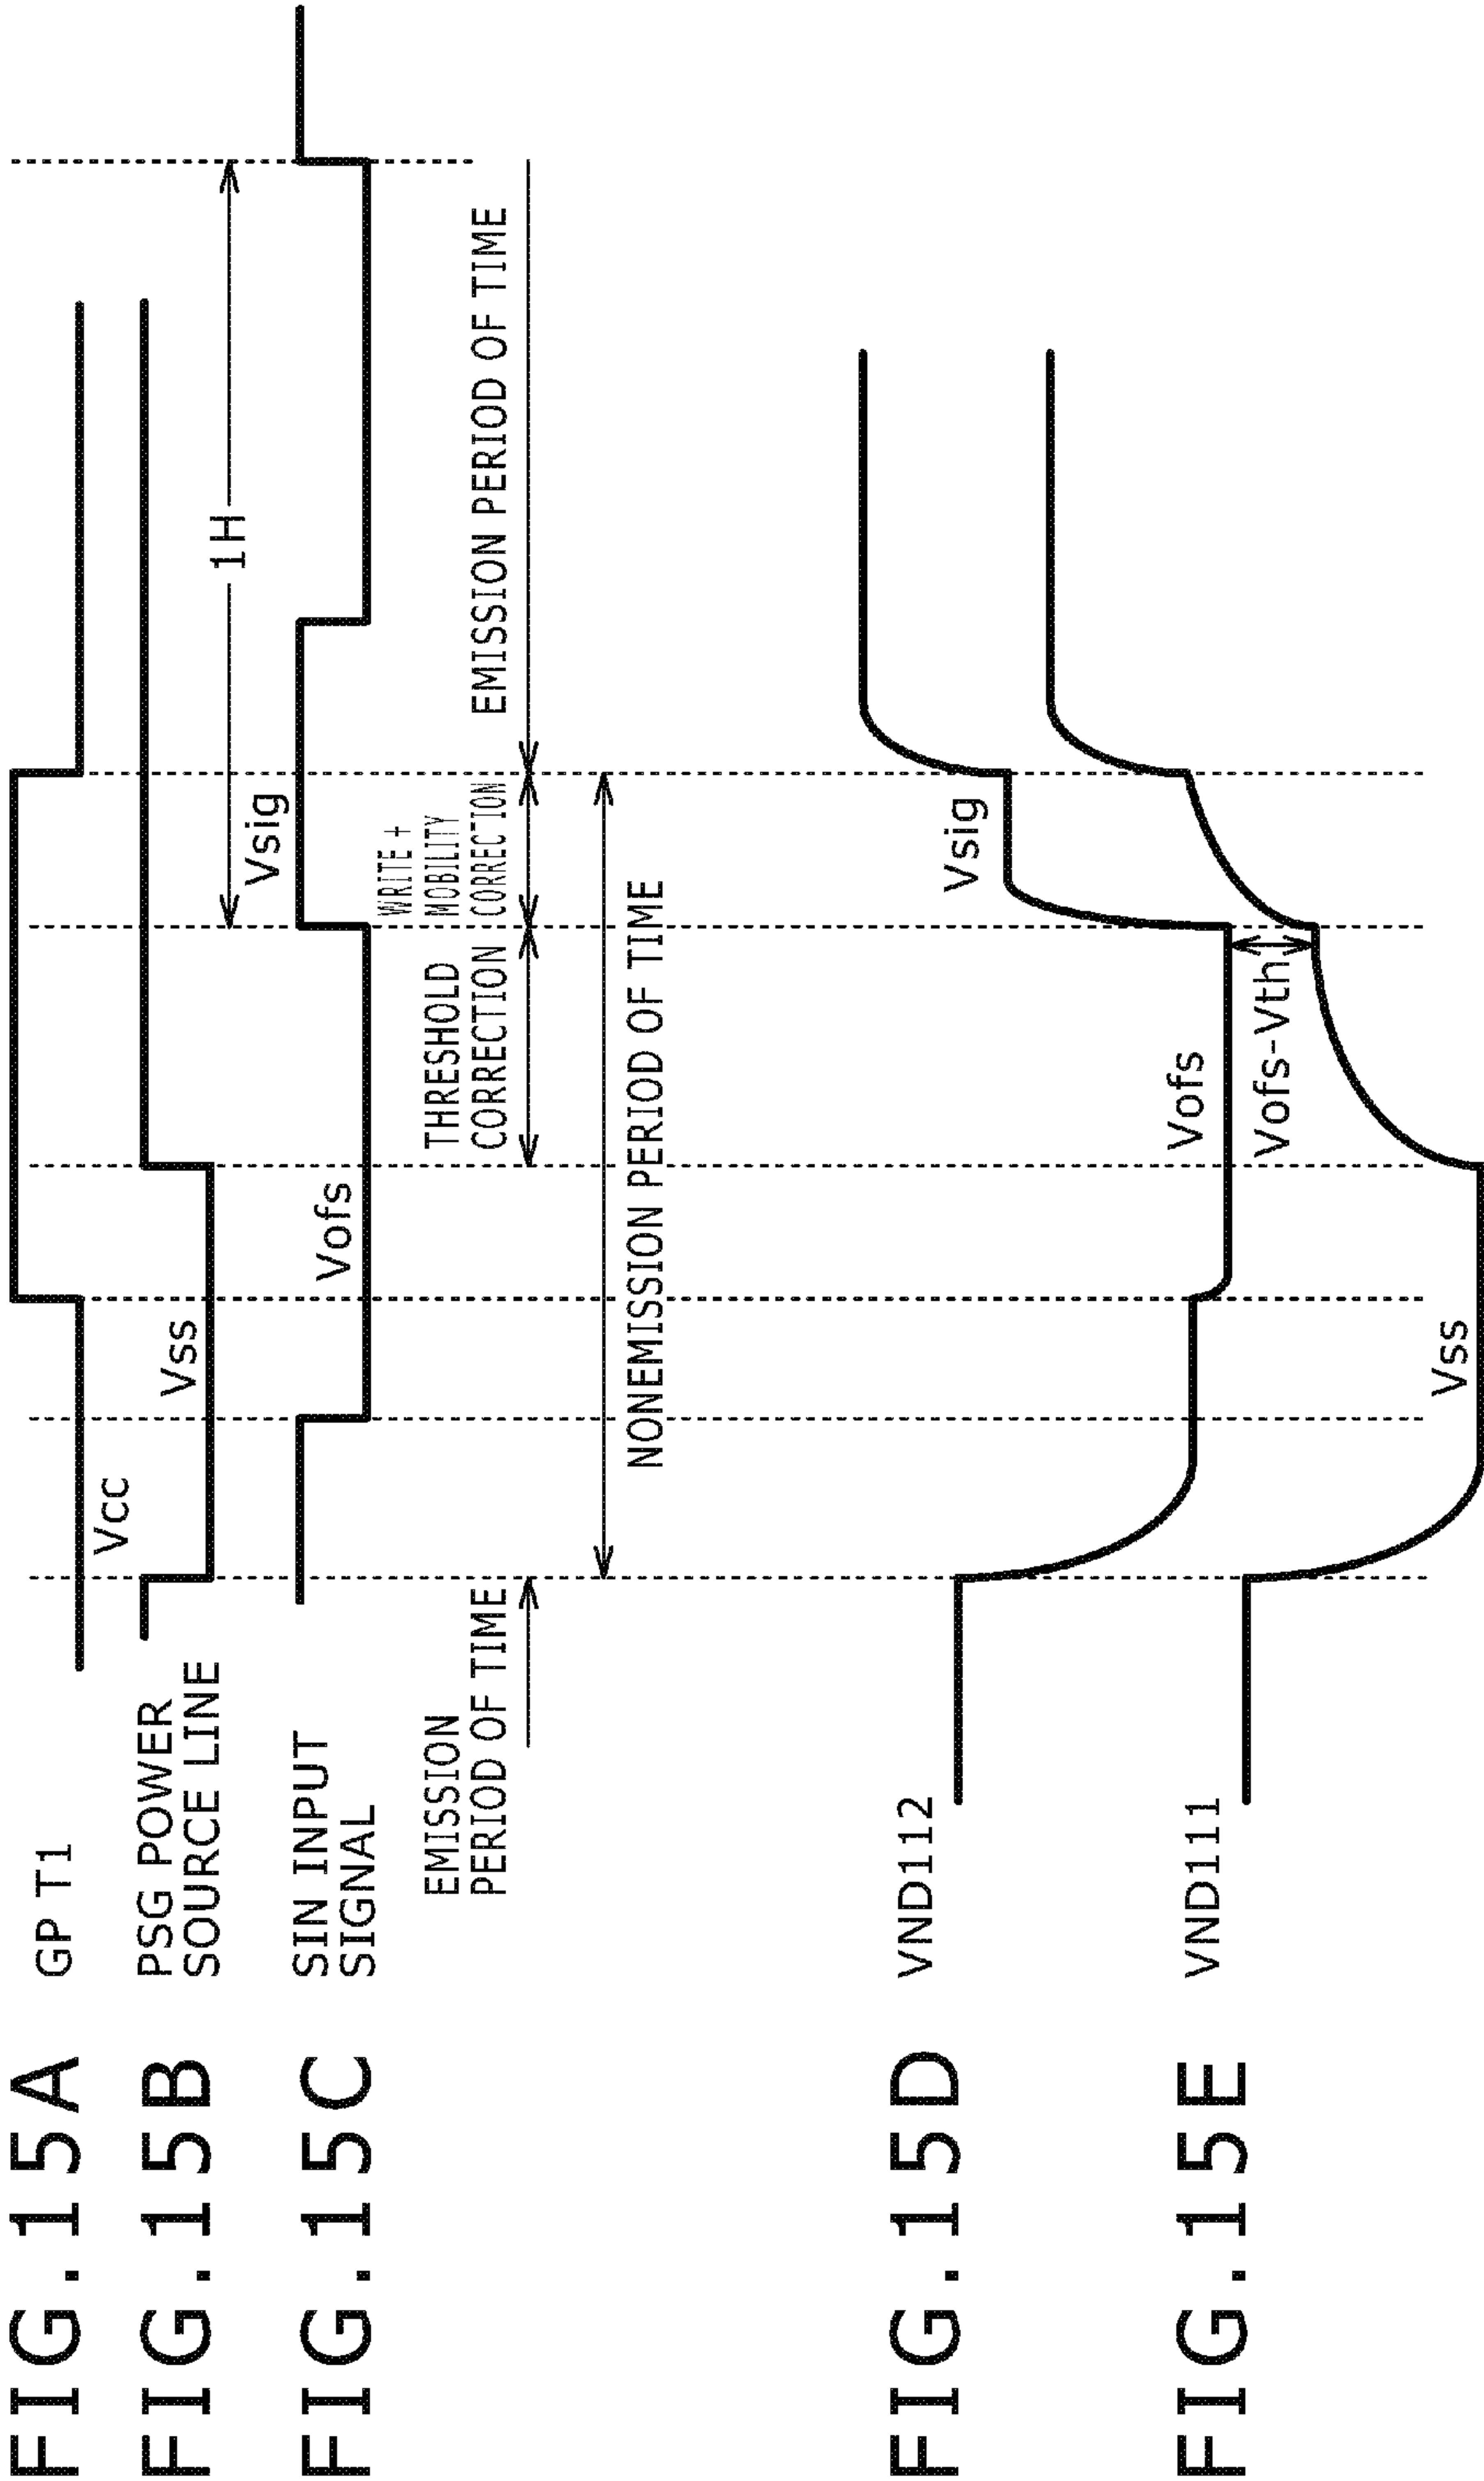 FIG.15A
GP T1
Vcc
FIG.15B
PSG POWER
SOURCE LINE
Vss
1H
FIG.15C
SIN INPUT
SIGNAL
Vofs
Vsig
EMISSION
PERIOD OF TIME
THRESHOLD
CORRECTION
WRITE +
MOBILITY
CORRECTION
EMISSION PERIOD OF TIME
NONEMISSION PERIOD OF TIME
FIG.15D
VND112
Vofs
Vsig
Vofs-Vth
FIG.15E
VND111
Vss